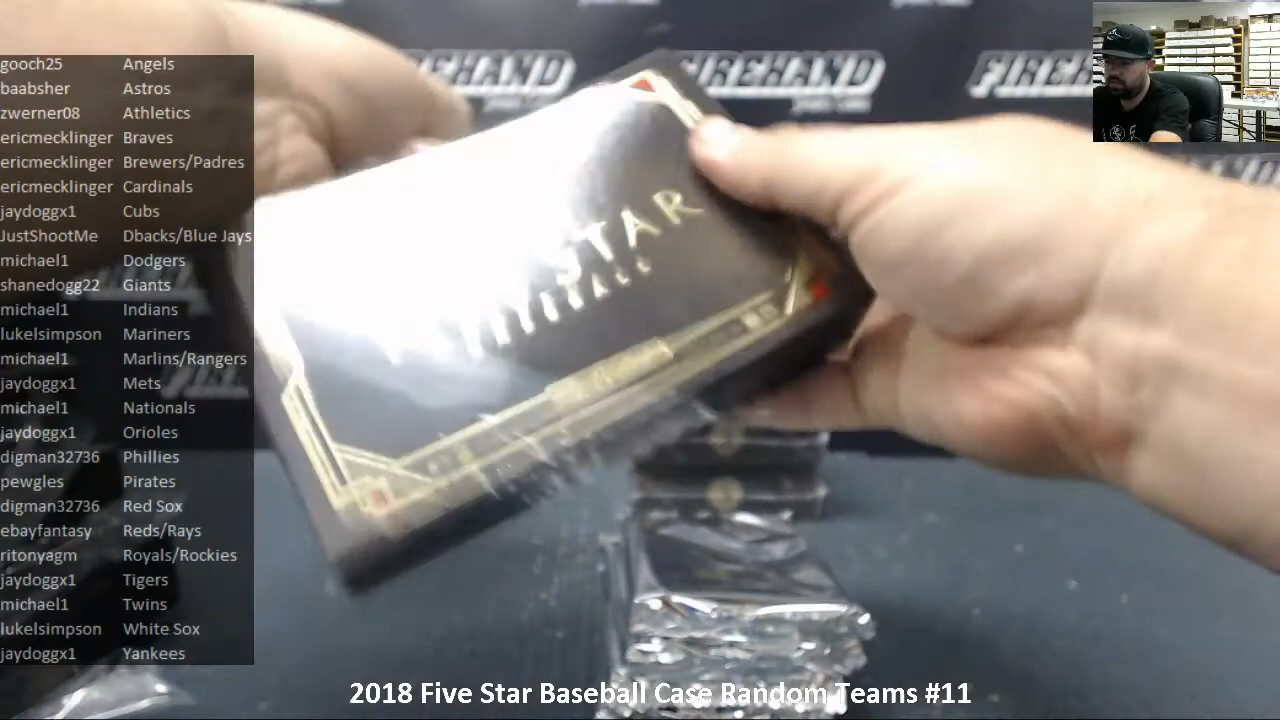 gooch25 Angels
baabsher Astros
zwerner08 Athletics
ericmecklinger Braves
ericmecklinger Brewers/Padres
ericmecklinger Cardinals
jaydoggx1 Cubs
JustShootMe Dbacks/Blue Jays
michael1 Dodgers
shanedogg22 Giants
michael1 Indians
lukelsimpson Mariners
michael1 Marlins/Rangers
jaydoggx1 Mets
michael1 Nationals
jaydoggx1 Orioles
digman32736 Phillies
pewgles Pirates
digman32736 Red Sox
ebayfantasy Reds/Rays
ritonyagm Royals/Rockies
jaydoggx1 Tigers
michael1 Twins
lukelsimpson White Sox
jaydoggx1 Yankees
FIREHAND
FIREHAND
STAR
2018 Five Star Baseball Case Random Teams #11